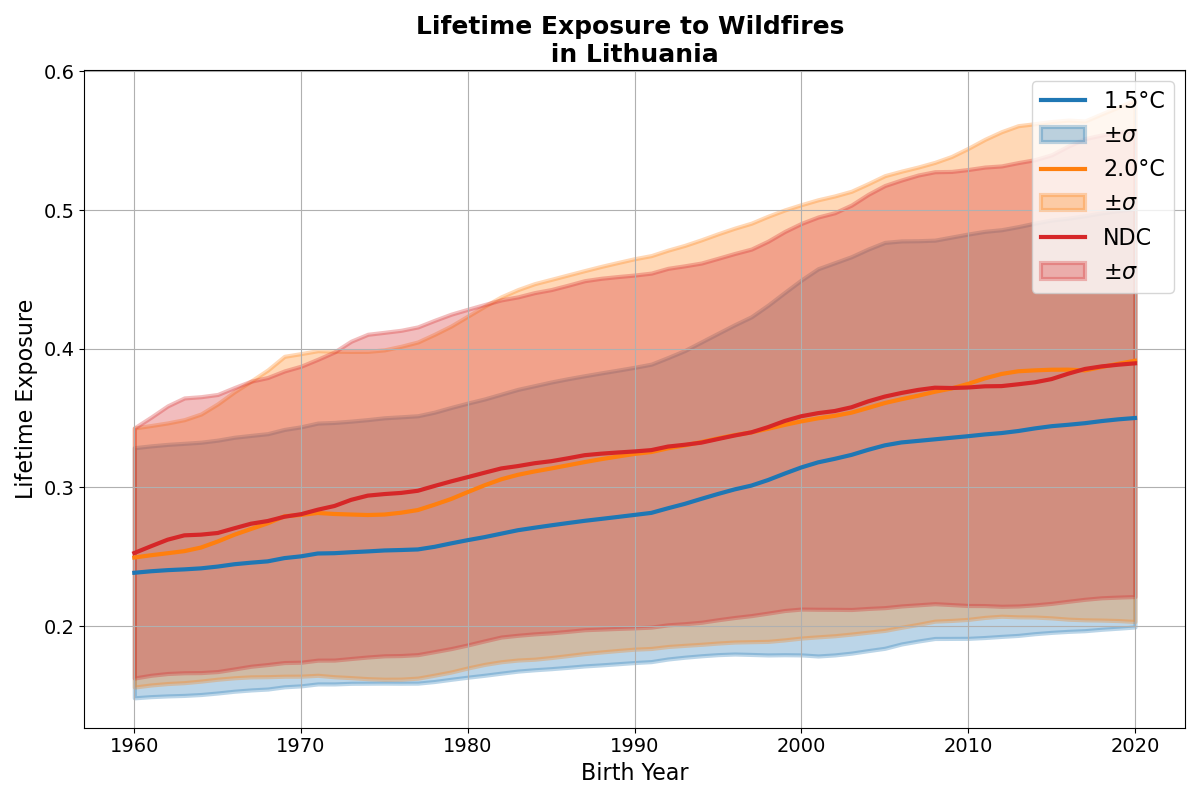 Lifetime Exposure to Wildfires
in Lithuania
Lifetime Exposure
0.6
0.5
0.4
0.3
0.2
1960 1970 1980 1990 2000 2010 2020
Birth Year
1.5°C
±σ
2.0°C
±σ
NDC
±σ